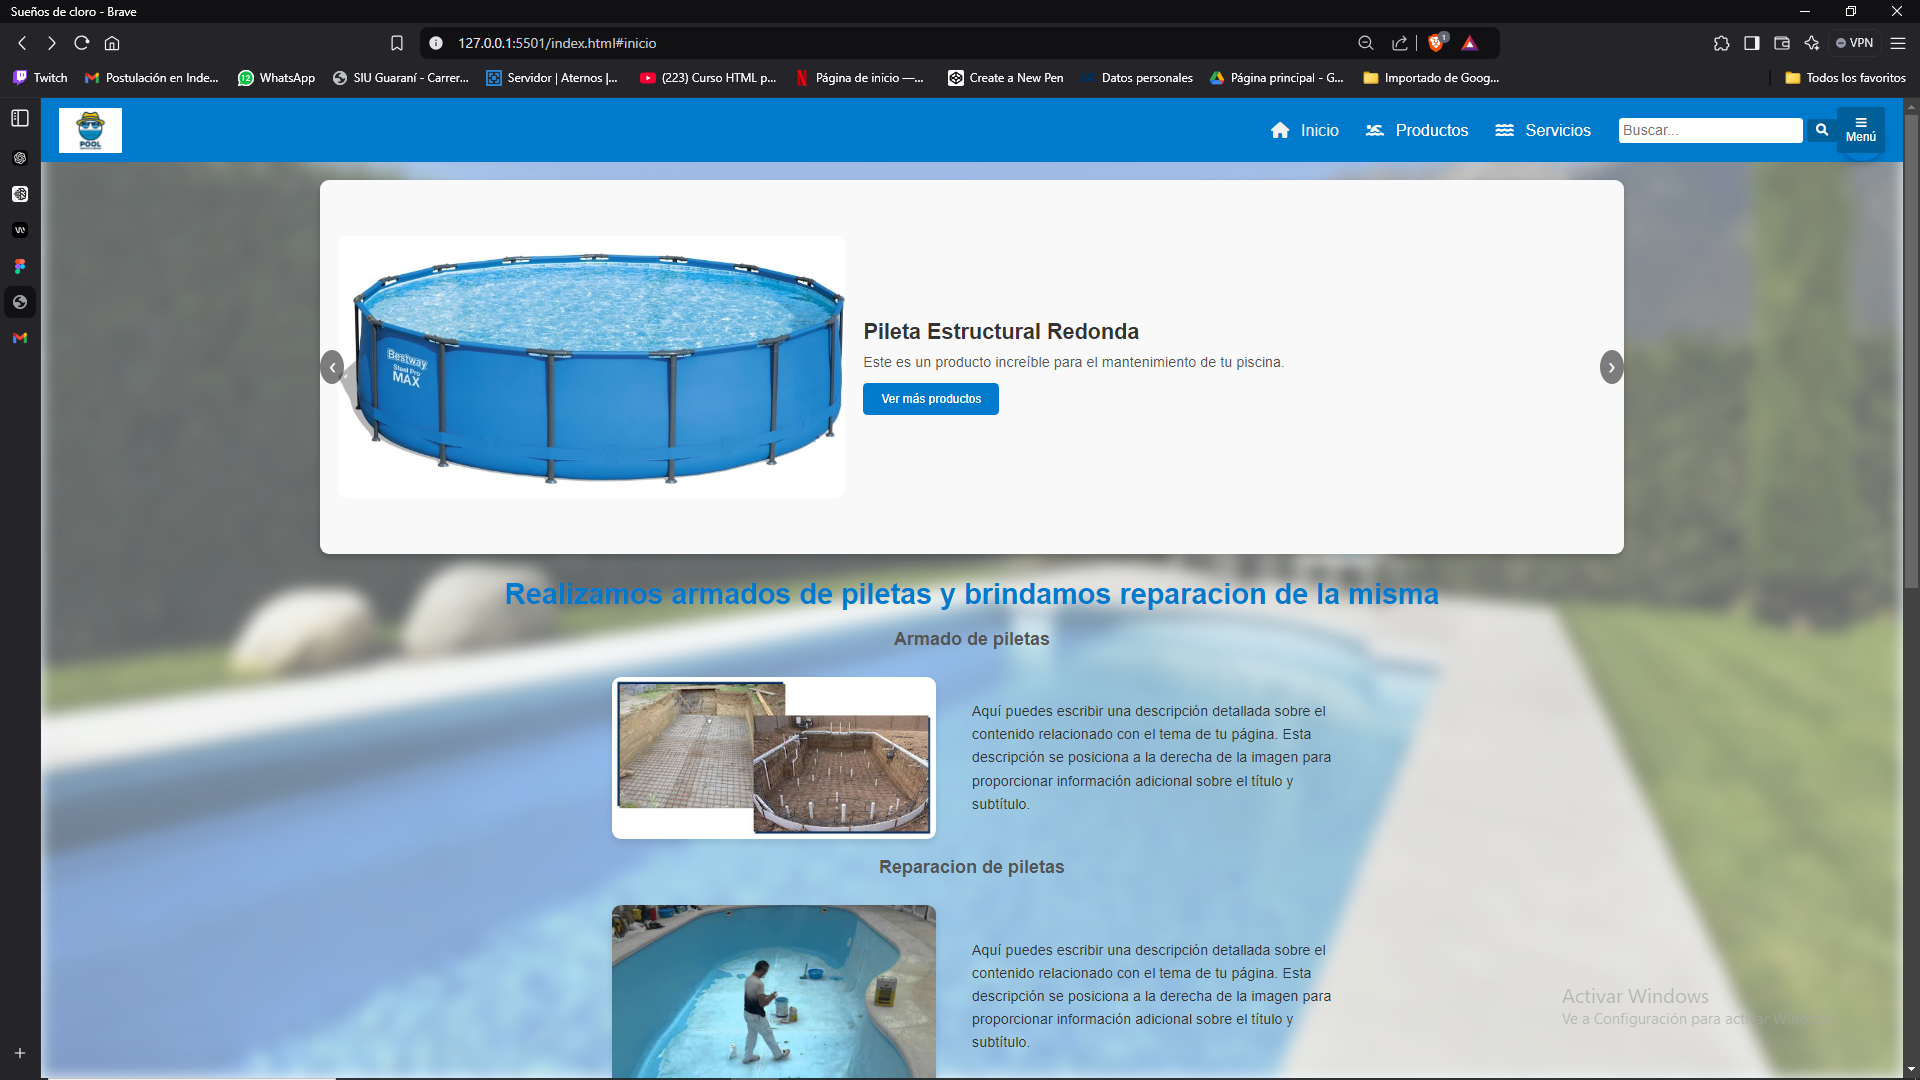 Sueños de cloro - Brave
127.0.0.1:5501/index.html#inicio
1
VPN
Twitch
Postulación en Inde...
WhatsApp
SIU Guaraní - Carrer...
Servidor | Aternos |...
(223) Curso HTML p...
Página de inicio —...
Create a New Pen
Datos personales
Página principal - G...
Importado de Goog...
Todos los favoritos
POOL
Inicio
Productos
Servicios
Buscar...
Menú
Bestway
Steel Pro
MAX
Pileta Estructural Redonda
Este es un producto increíble para el mantenimiento de tu piscina.
Ver más productos
Realizamos armados de piletas y brindamos reparacion de la misma
Armado de piletas
Aquí puedes escribir una descripción detallada sobre el
contenido relacionado con el tema de tu página. Esta
descripción se posiciona a la derecha de la imagen para
proporcionar información adicional sobre el título y
subtítulo.
Reparacion de piletas
Aquí puedes escribir una descripción detallada sobre el
contenido relacionado con el tema de tu página. Esta
descripción se posiciona a la derecha de la imagen para
proporcionar información adicional sobre el título y
subtítulo.
Activar Windows
Ve a Configuración para activar Windows.